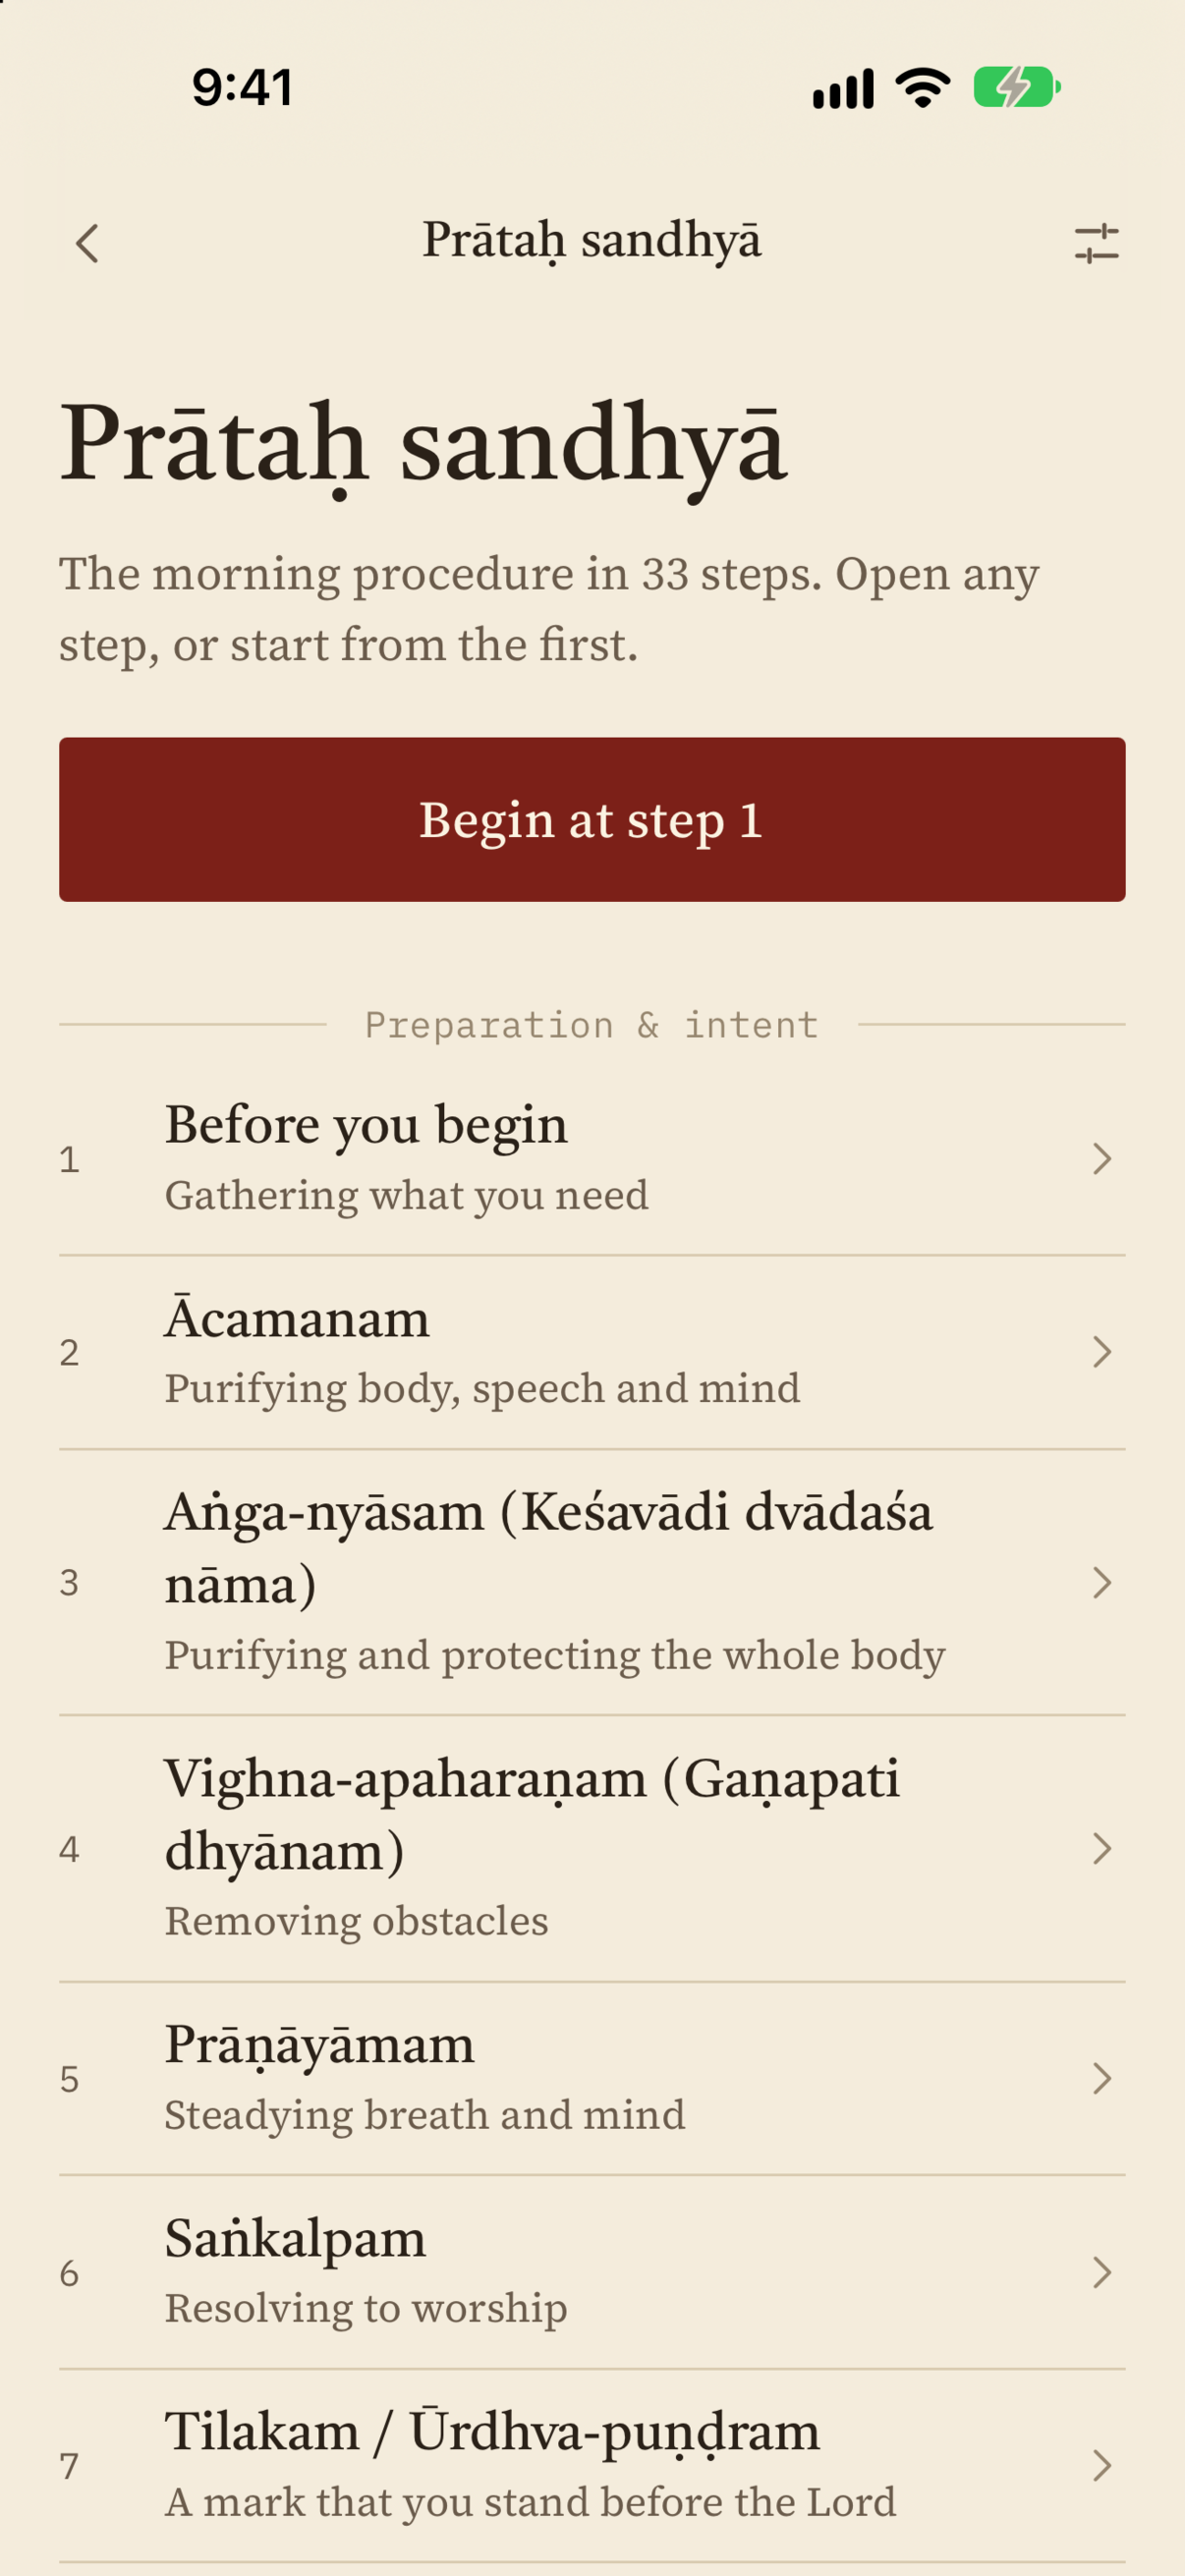 9:41
Prātaḥ sandhyā
Prātaḥ sandhyā
The morning procedure in 33 steps. Open any
step, or start from the first.
Begin at step 1
Preparation & intent
1
Before you begin
Gathering what you need
2
Ācamanam
Purifying body, speech and mind
3
Aṅga-nyāsam (Keśavādi dvādaśa
nāma)
Purifying and protecting the whole body
4
Vighna-apaharaṇam (Gaṇapati
dhyānam)
Removing obstacles
5
Prāṇāyāmam
Steadying breath and mind
6
Saṅkalpam
Resolving to worship
7
Tilakam / Ūrdhva-puṇḍram
A mark that you stand before the Lord